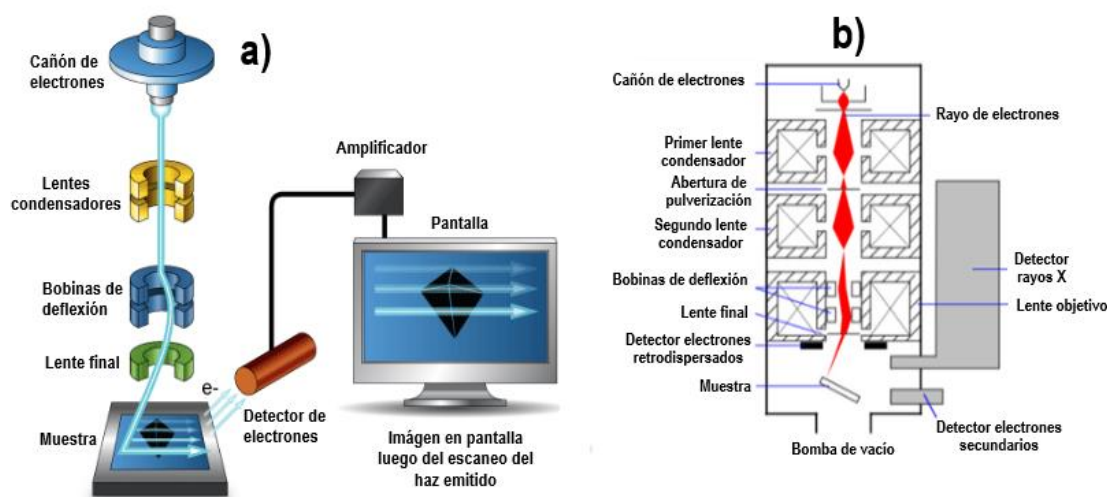 a)
Cañón de
electrones
Lentes
condensadores
Bobinas de
deflexión
Lente final
Muestra
e-
Detector de
electrones
Amplificador
Pantalla
Imágen en pantalla
luego del escaneo del
haz emitido
b)
Cañón de electrones
Rayo de electrones
Primer lente
condensador
Abertura de
pulverización
Segundo lente
condensador
Bobinas de deflexión
Lente final
Detector electrones
retrodispersados
Muestra
Bomba de vacío
Detector
rayos X
Lente objetivo
Detector electrones
secundarios